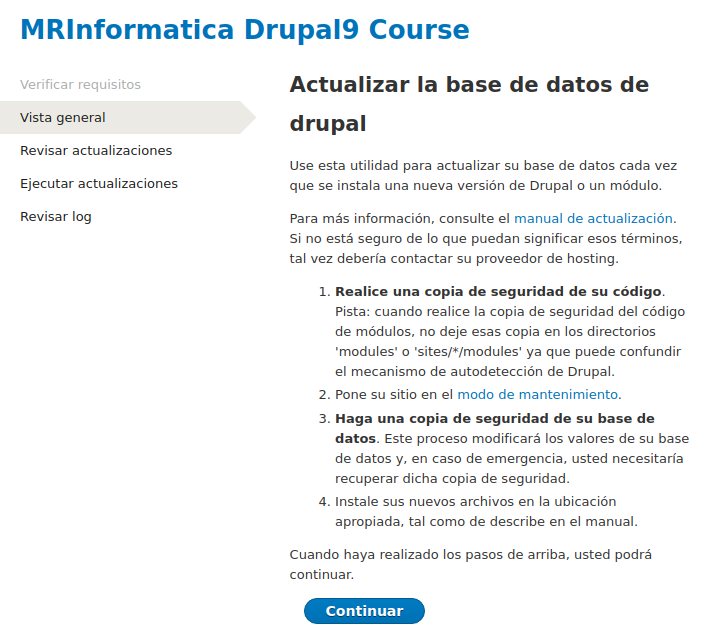 MRInformatica Drupal9 Course
Verificar requisitos
Vista general
Revisar actualizaciones
Ejecutar actualizaciones
Revisar log
Actualizar la base de datos de
drupal
Use esta utilidad para actualizar su base de datos cada vez
que se instala una nueva versión de Drupal o un módulo.
Para más información, consulte el manual de actualización.
Si no está seguro de lo que puedan significar esos términos,
tal vez debería contactar su proveedor de hosting.
1. Realice una copia de seguridad de su código.
Pista: cuando realice la copia de seguridad del código
de módulos, no deje esas copia en los directorios
'modules' o 'sites/*/modules' ya que puede confundir
el mecanismo de autodetección de Drupal.
2. Pone su sitio en el modo de mantenimiento.
3. Haga una copia de seguridad de su base de
datos. Este proceso modificará los valores de su base
de datos y, en caso de emergencia, usted necesitaría
recuperar dicha copia de seguridad.
4. Instale sus nuevos archivos en la ubicación
apropiada, tal como de describe en el manual.
Cuando haya realizado los pasos de arriba, usted podrá
continuar.
Continuar